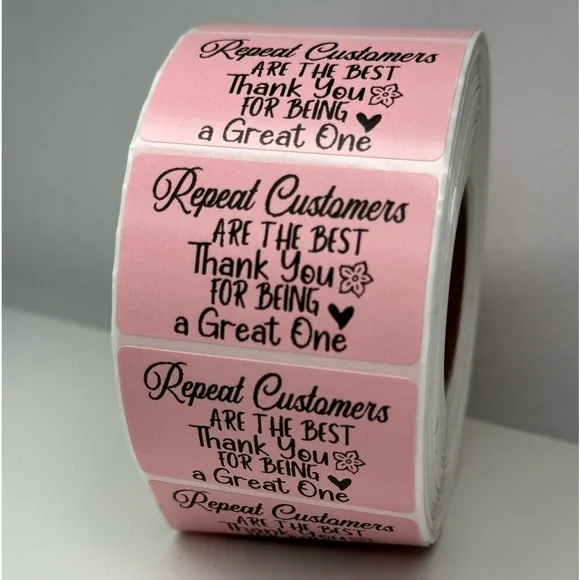 Repeat Customers
ARE THE BEST
Thank You
FOR BEING
a Great One
Repeat Customers
ARE THE BEST
Thank You
FOR BEING
a Great One
Repeat Customers
ARE THE BEST
Thank You
FOR BEING
a Great One
Repeat Customers
ARE THE BEST
Thank You